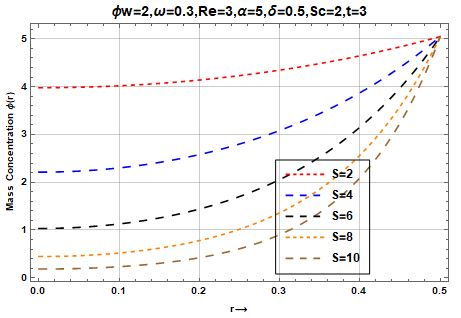 ϕw=2,ω=0.3,Re=3,α=5,δ=0.5,Sc=2,t=3
Mass Concentration ϕ(r)
5
4
3
2
1
0
S=2
S=4
S=6
S=8
S=10
0.0 0.1 0.2 0.3 0.4 0.5
r→